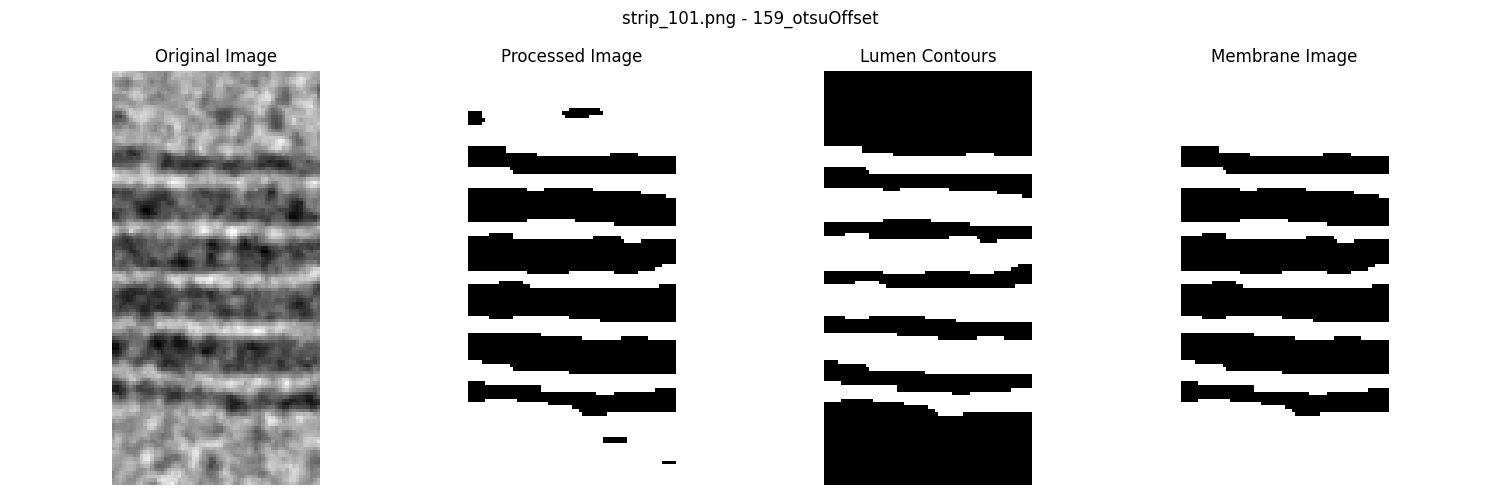 strip_101.png - 159_otsuOffset
Original Image
Processed Image
Lumen Contours
Membrane Image